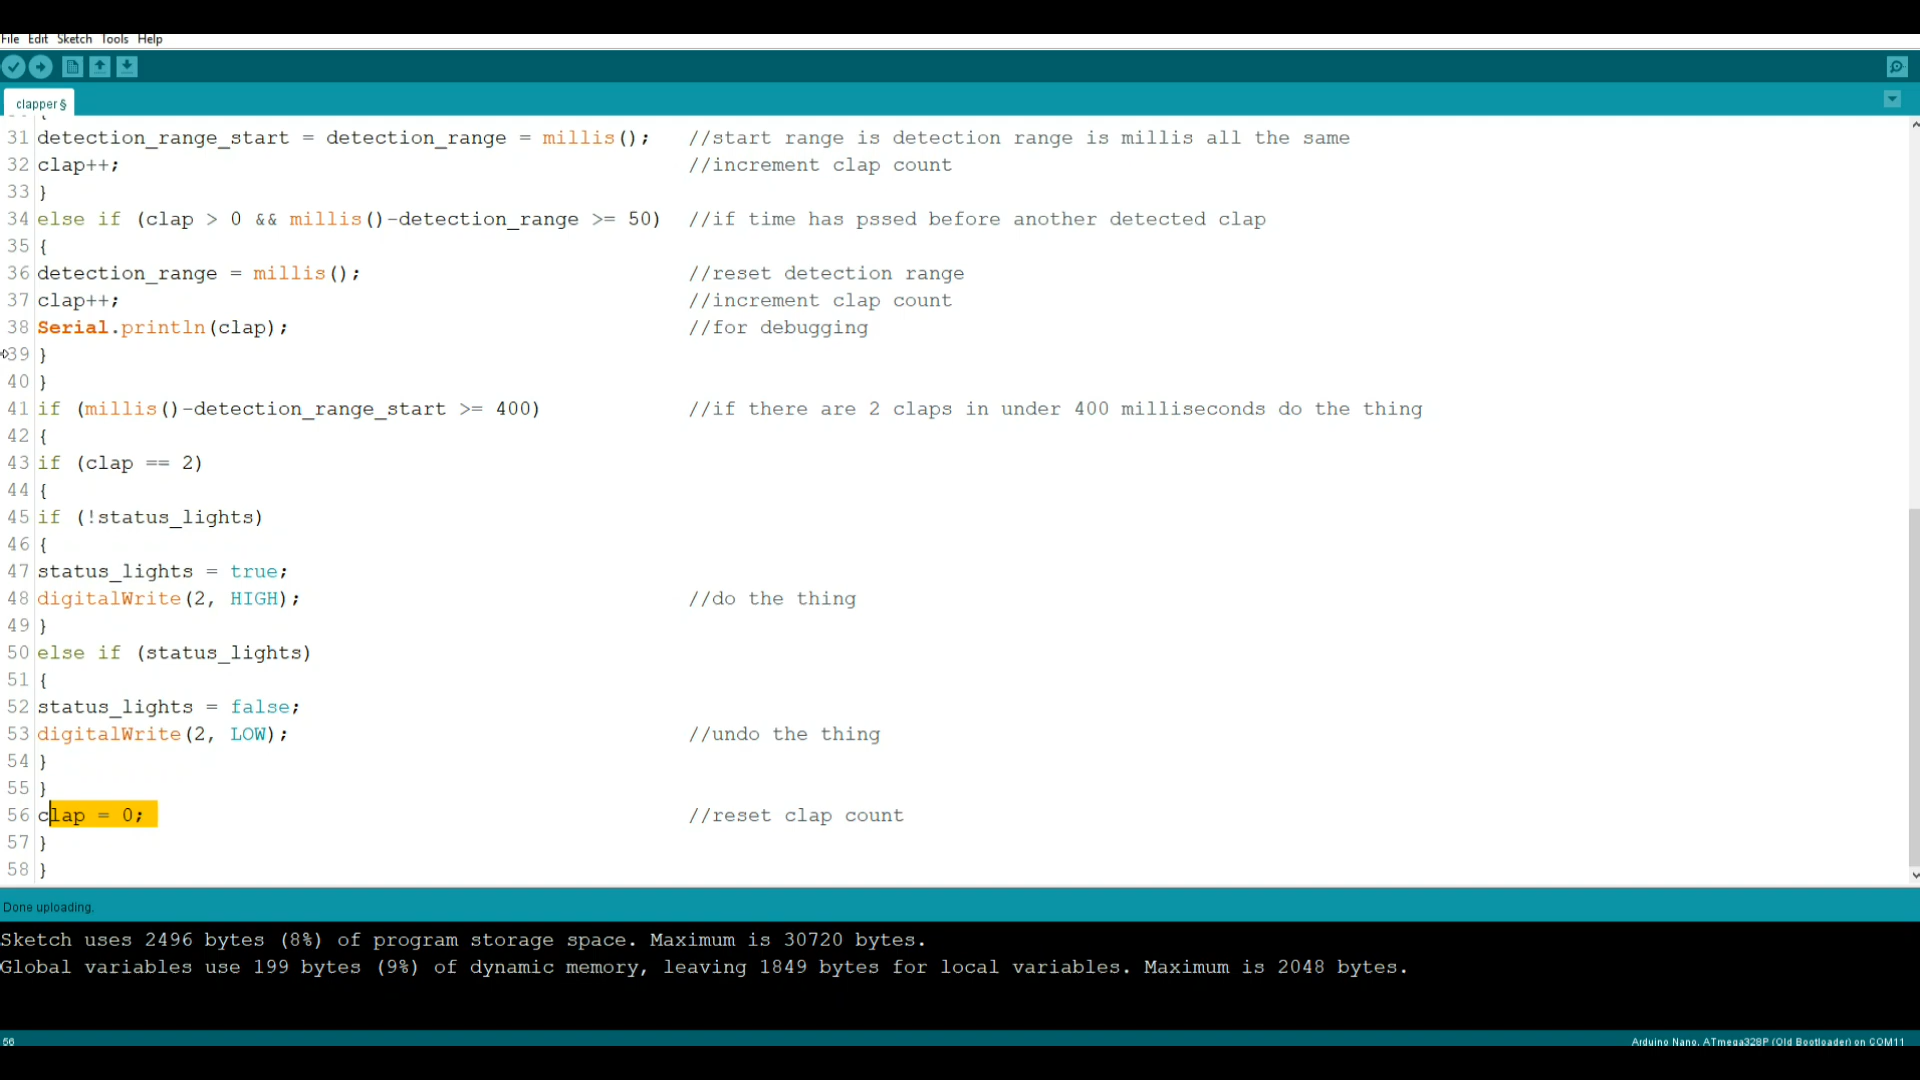 File Edit Sketch Tools Help
clapper §
31 detection_range_start = detection_range = millis(); //start range is detection range is millis all the same
32 clap++; //increment clap count
33 }
34 else if (clap > 0 && millis()-detection_range >= 50) //if time has pssed before another detected clap
35 {
36 detection_range = millis(); //reset detection range
37 clap++; //increment clap count
38 Serial.println(clap); //for debugging
39 }
40 }
41 if (millis()-detection_range_start >= 400) //if there are 2 claps in under 400 milliseconds do the thing
42 {
43 if (clap == 2)
44 {
45 if (!status_lights)
46 {
47 status_lights = true;
48 digitalWrite(2, HIGH); //do the thing
49 }
50 else if (status_lights)
51 {
52 status_lights = false;
53 digitalWrite(2, LOW); //undo the thing
54 }
55 }
56 clap = 0; //reset clap count
57 }
58 }
Done uploading.
Sketch uses 2496 bytes (8%) of program storage space. Maximum is 30720 bytes.
Global variables use 199 bytes (9%) of dynamic memory, leaving 1849 bytes for local variables. Maximum is 2048 bytes.
56 Arduino Nano, ATmega328P (Old Bootloader) on COM11